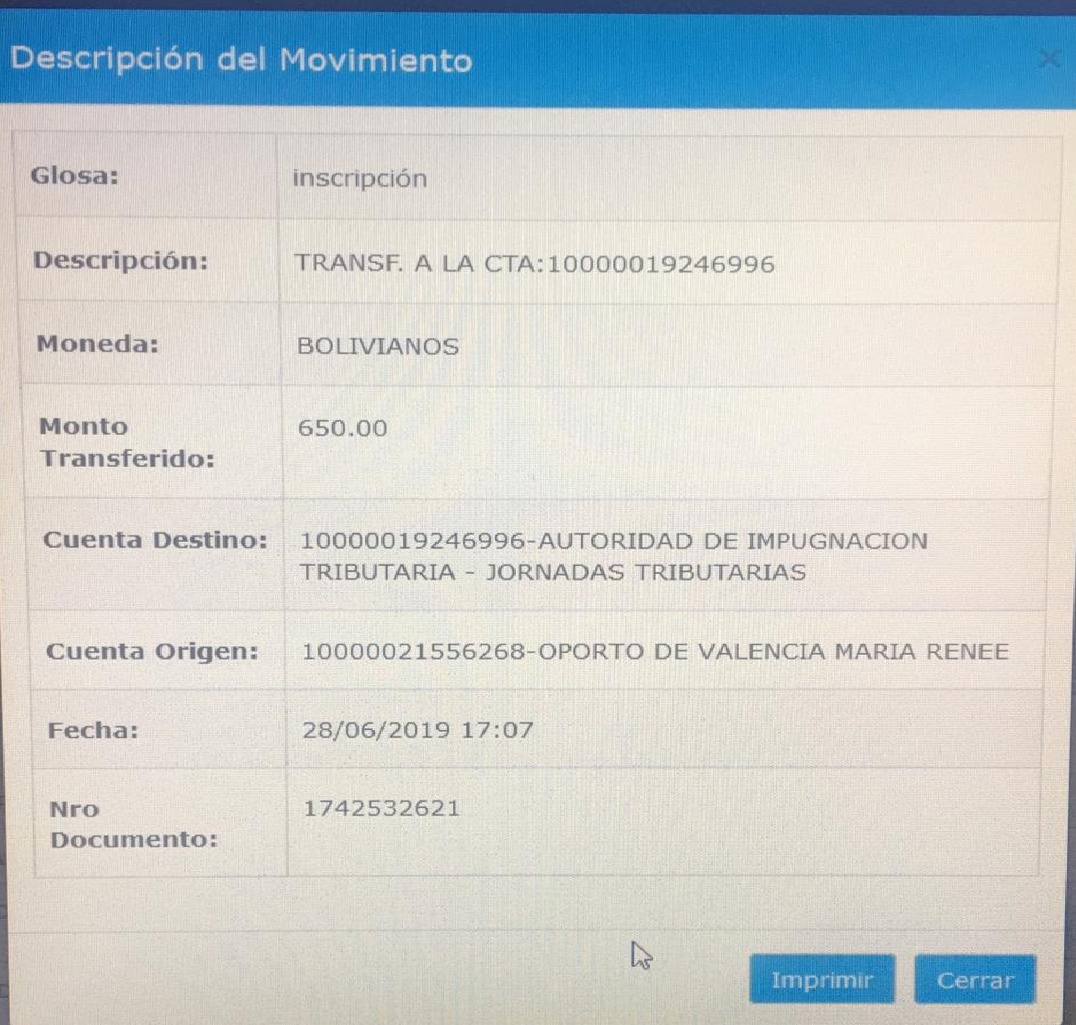 Descripción del Movimiento
Glosa: inscripción
Descripción: TRANSF. A LA CTA:10000019246996
Moneda: BOLIVIANOS
Monto Transferido: 650.00
Cuenta Destino: 10000019246996-AUTORIDAD DE IMPUGNACION
TRIBUTARIA - JORNADAS TRIBUTARIAS
Cuenta Origen: 10000021556268-OPORTO DE VALENCIA MARIA RENEE
Fecha: 28/06/2019 17:07
Nro Documento: 1742532621
Imprimir Cerrar